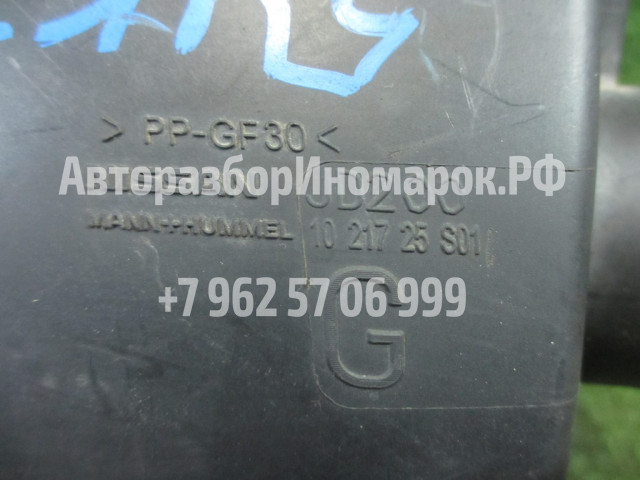 > PP-GF30 <
АвторазборИномарок.РФ
MANN+HUMMEL
10 217 25 S01
+7 962 57 06 999
G